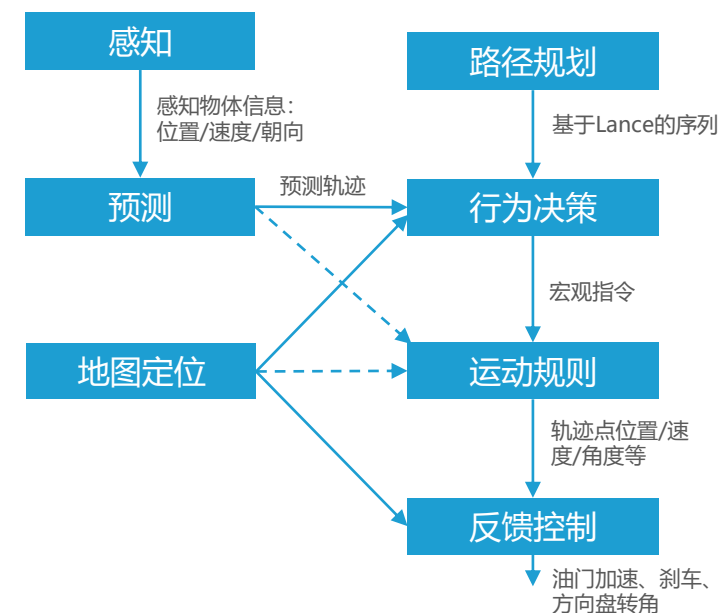 感知
路径规划
感知物体信息：
位置/速度/朝向
基于Lance的序列
预测
预测轨迹
行为决策
宏观指令
地图定位
运动规则
轨迹点位置/速
度/角度等
反馈控制
油门加速、刹车、
方向盘转角